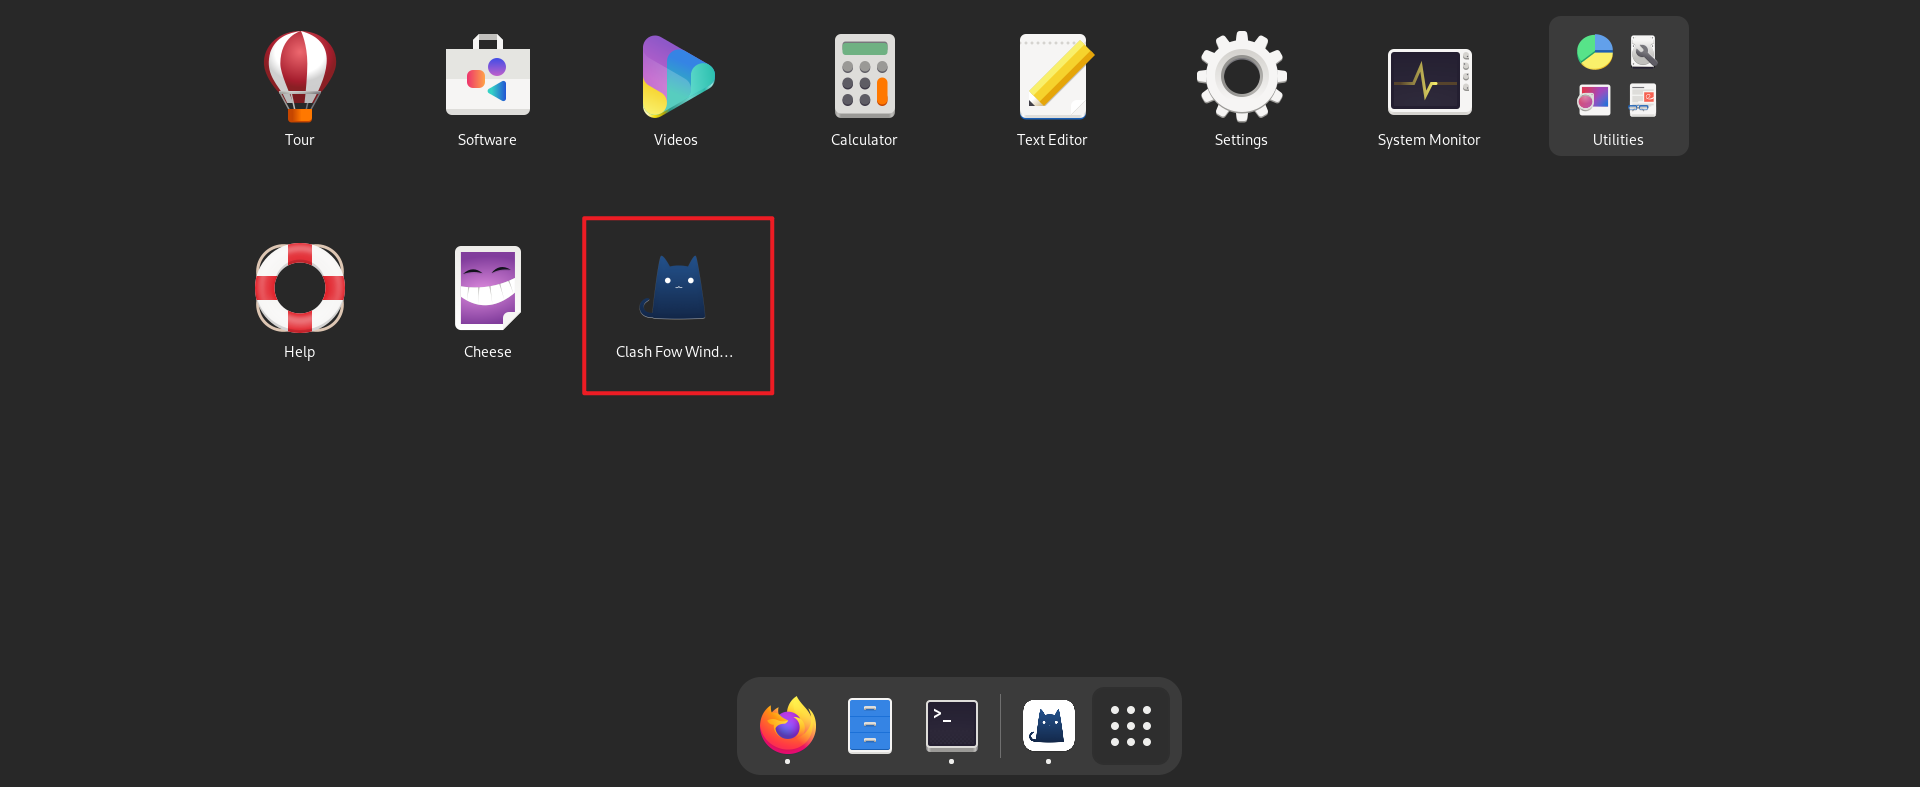 Tour
Software
Videos
Calculator
Text Editor
Settings
System Monitor
Utilities
Help
Cheese
Clash Fow Wind...
>_